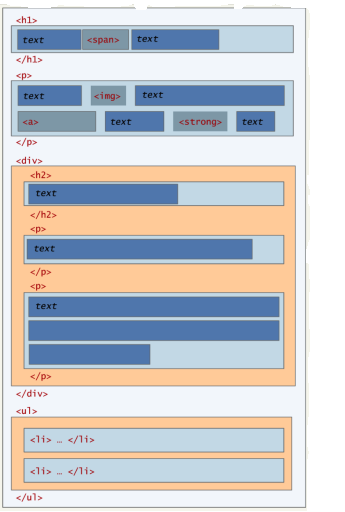 <h1>
text <span> text
</h1>
<p>
text <img> text
<a> text <strong> text
</p>
<div>
<h2>
text
</h2>
<p>
text
</p>
<p>
text
</p>
</div>
<ul>
<li> … </li>
<li> … </li>
</ul>